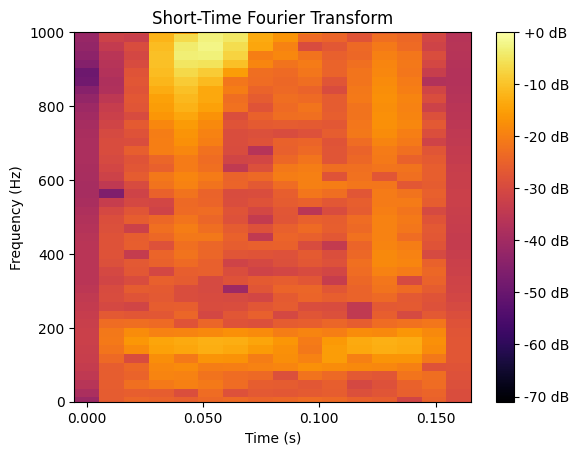 Short-Time Fourier Transform
Frequency (Hz)
1000
800
600
400
200
0
0.000
0.050
0.100
0.150
Time (s)
+0 dB
-10 dB
-20 dB
-30 dB
-40 dB
-50 dB
-60 dB
-70 dB